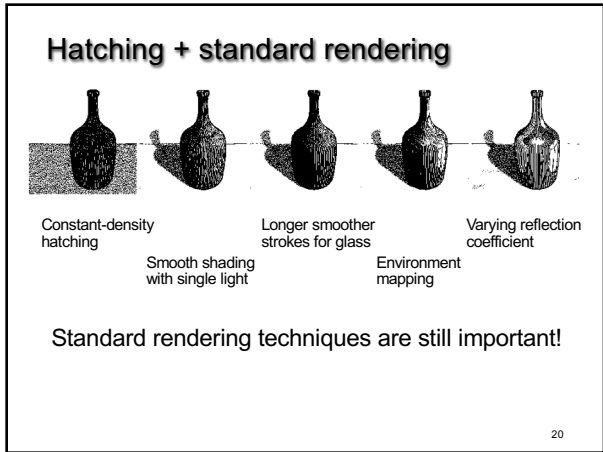 Hatching + standard rendering
Constant-density
hatching
Smooth shading
with single light
Longer smoother
strokes for glass
Environment
mapping
Varying reflection
coefficient
Standard rendering techniques are still important!
20